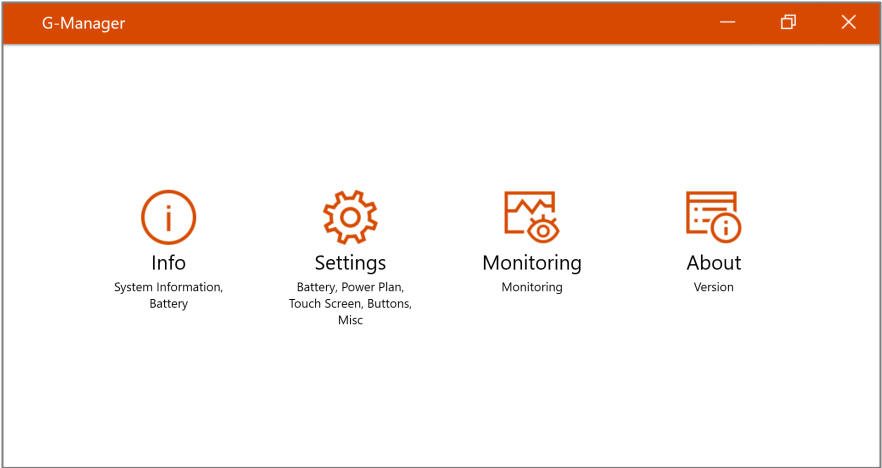 G-Manager
Info
System Information,
Battery
Settings
Battery, Power Plan,
Touch Screen, Buttons,
Misc
Monitoring
Monitoring
About
Version